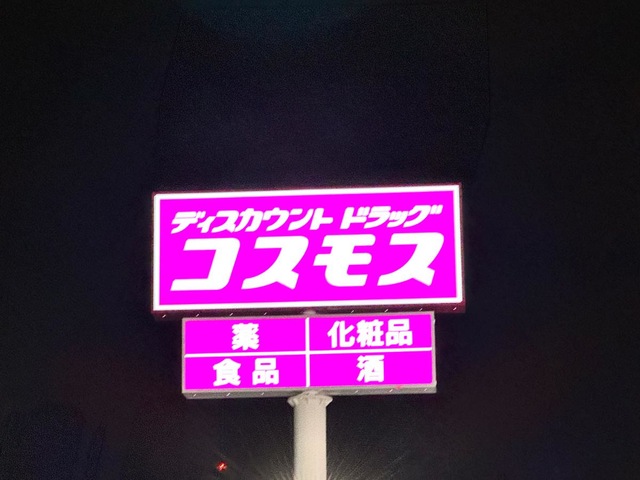 ディスカウント ドラッグ
コスモス
薬 化粧品
食品 酒